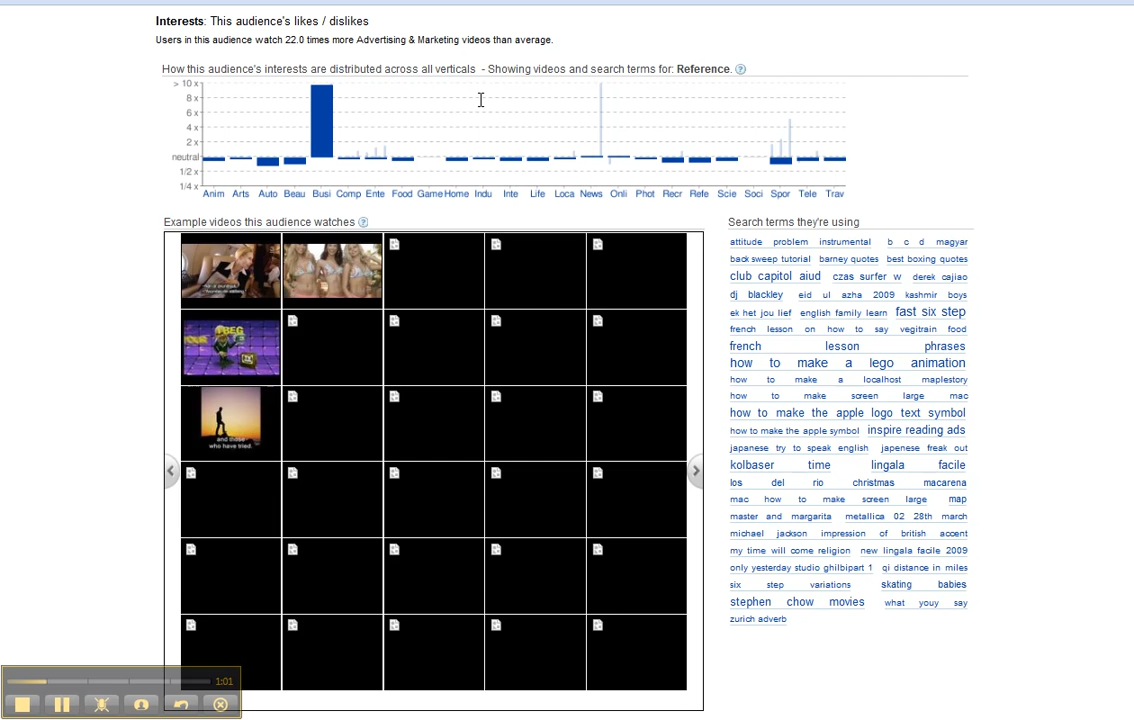 Interests: This audience's likes / dislikes
Users in this audience watch 22.0 times more Advertising & Marketing videos than average.
How this audience's interests are distributed across all verticals - Showing videos and search terms for: Reference. ?
> 10 x
8 x
6 x
4 x
2 x
neutral
1/2 x
1/4 x
Anim Arts Auto Beau Busi Comp Ente Food Game Home Indu Inte Life Loca News Onli Phot Recr Refe Scie Soci Spor Tele Trav
Example videos this audience watches ?
Search terms they're using
attitude problem instrumental b c d magyar
back sweep tutorial barney quotes best boxing quotes
club capitol aiud czas surfer w derek cajiao
dj blackley eid ul azha 2009 kashmir boys
ek het jou lief english family learn fast six step
french lesson on how to say vegitrain food
french lesson phrases
how to make a lego animation
how to make a localhost maplestory
how to make screen large mac
how to make the apple logo text symbol
how to make the apple symbol inspire reading ads
japanese try to speak english japenese freak out
kolbaser time lingala facile
los del rio christmas macarena
mac how to make screen large map
master and margarita metallica 02 28th march
michael jackson impression of british accent
my time will come religion new lingala facile 2009
only yesterday studio ghilbipart 1 qi distance in miles
six step variations skating babies
stephen chow movies what youy say
zurich adverb
and those
who have tried.
1:01